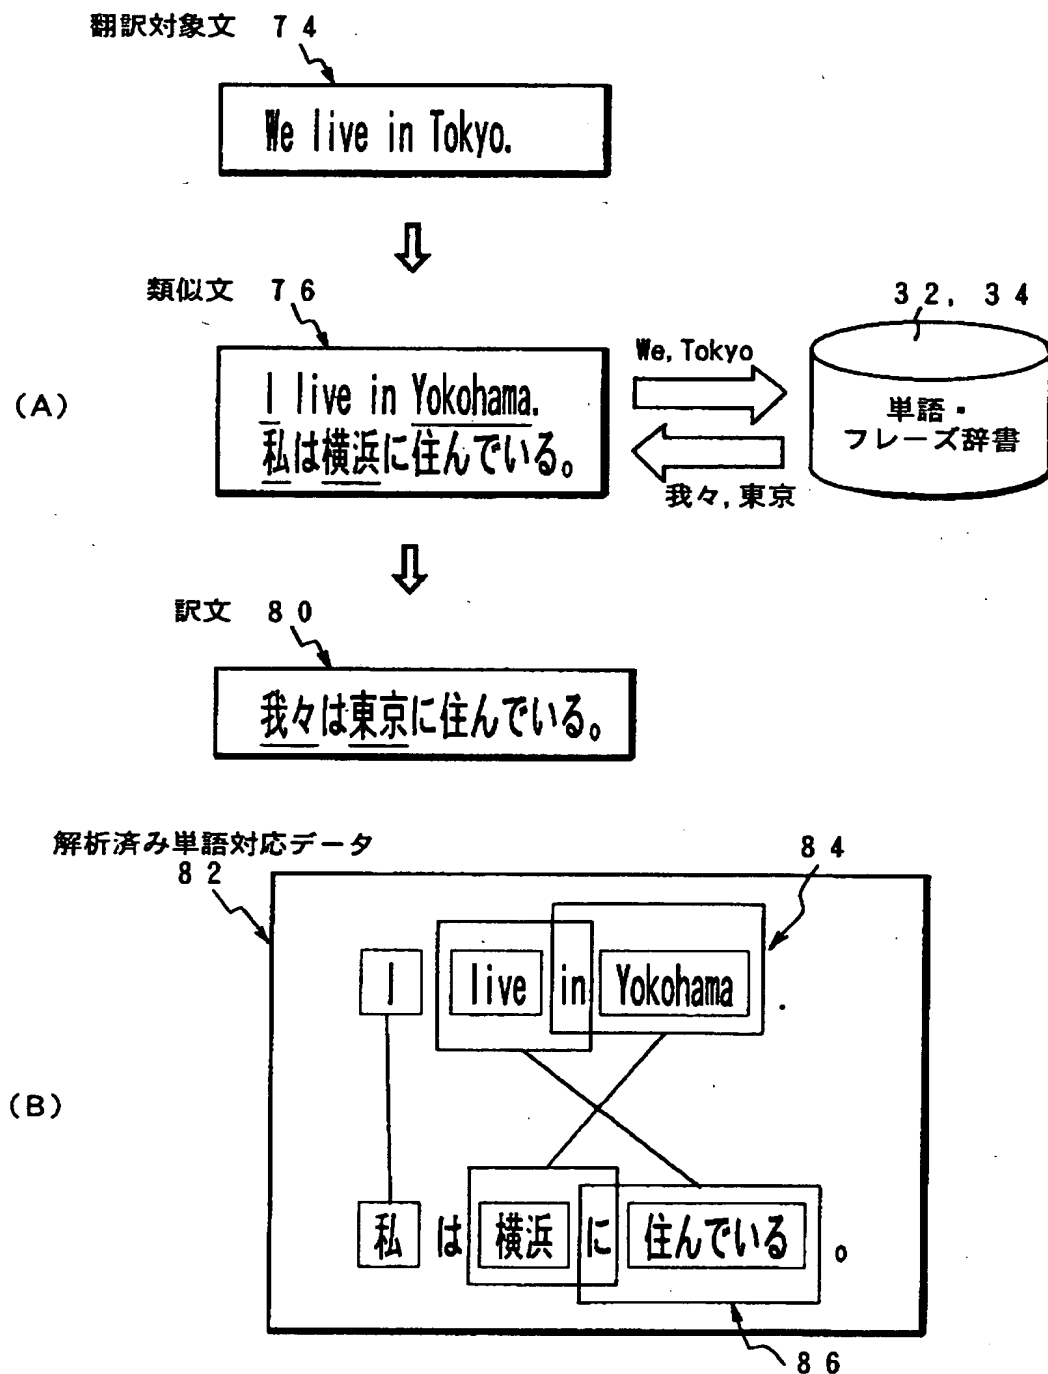 翻訳対象文 74
We live in Tokyo.
類似文 76
32, 34
(A)
I live in Yokohama.
私は横浜に住んでいる。
We, Tokyo
我々, 東京
単語・
フレーズ辞書
訳文 80
我々は東京に住んでいる。
解析済み単語対応データ
82
84
(B)
I live in Yokohama .
私 は 横浜 に 住んでいる 。
86